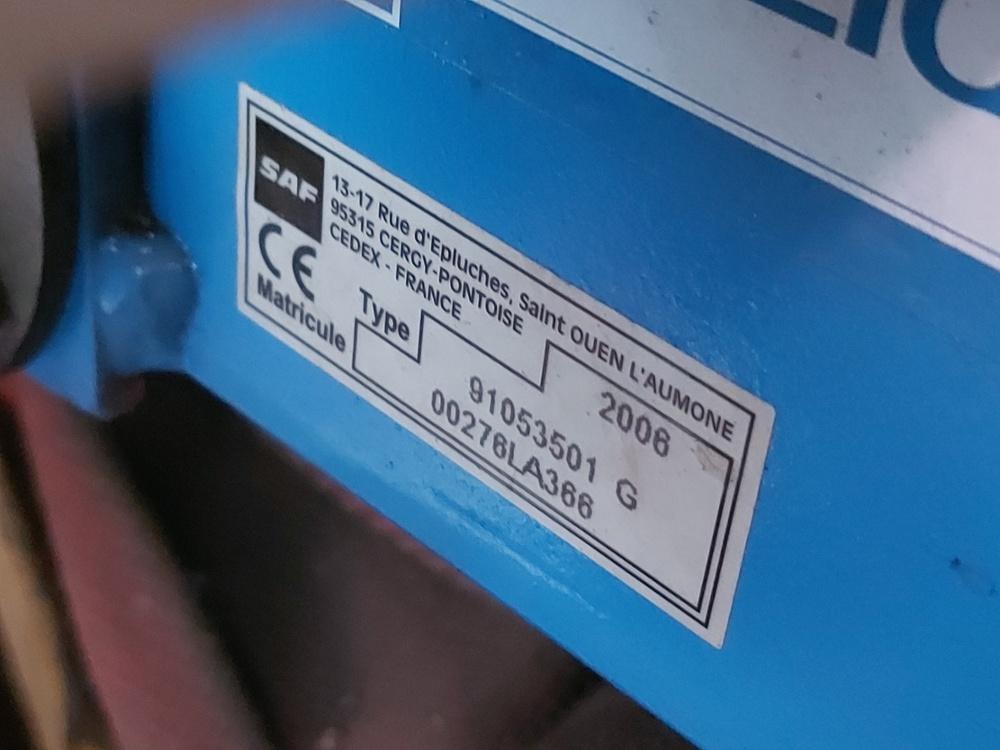 SAF
13-17 Rue d'Epluches, Saint OUEN L'AUMONE
95315 CERGY-PONTOISE
CEDEX - FRANCE
CE
Type
2006
Matricule
91053501 G
00276LA366